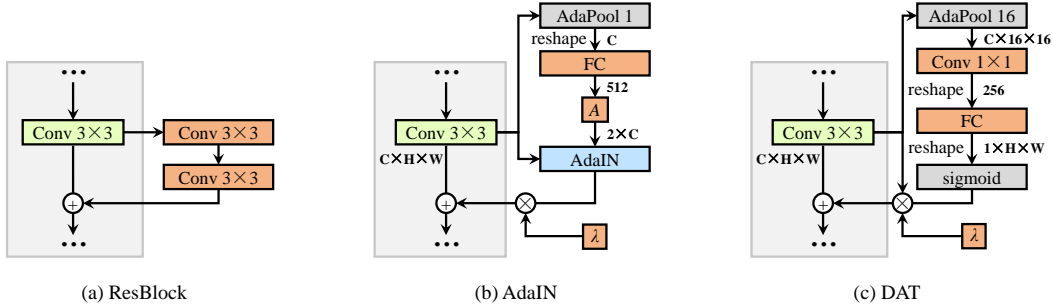 •••
Conv 3×3
Conv 3×3
Conv 3×3
+
•••
(a) ResBlock
AdaPool 1
reshape C
FC
512
A
2×C
•••
Conv 3×3
C×H×W
AdaIN
+
×
λ
•••
(b) AdaIN
AdaPool 16
C×16×16
Conv 1×1
reshape 256
FC
reshape 1×H×W
•••
Conv 3×3
C×H×W
sigmoid
+
×
λ
•••
(c) DAT